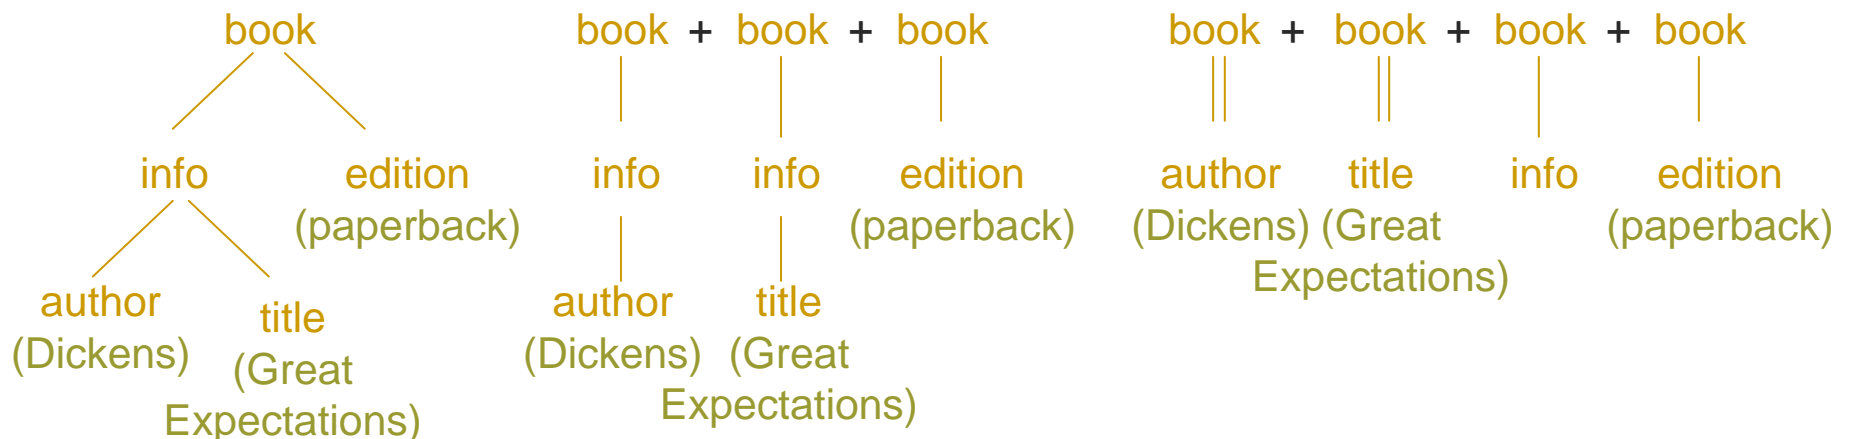 book
info edition
(paperback)
author title
(Dickens) (Great
Expectations)
book + book + book
info info edition
(paperback)
author title
(Dickens) (Great
Expectations)
book + book + book + book
author title info edition
(Dickens) (Great (paperback)
Expectations)